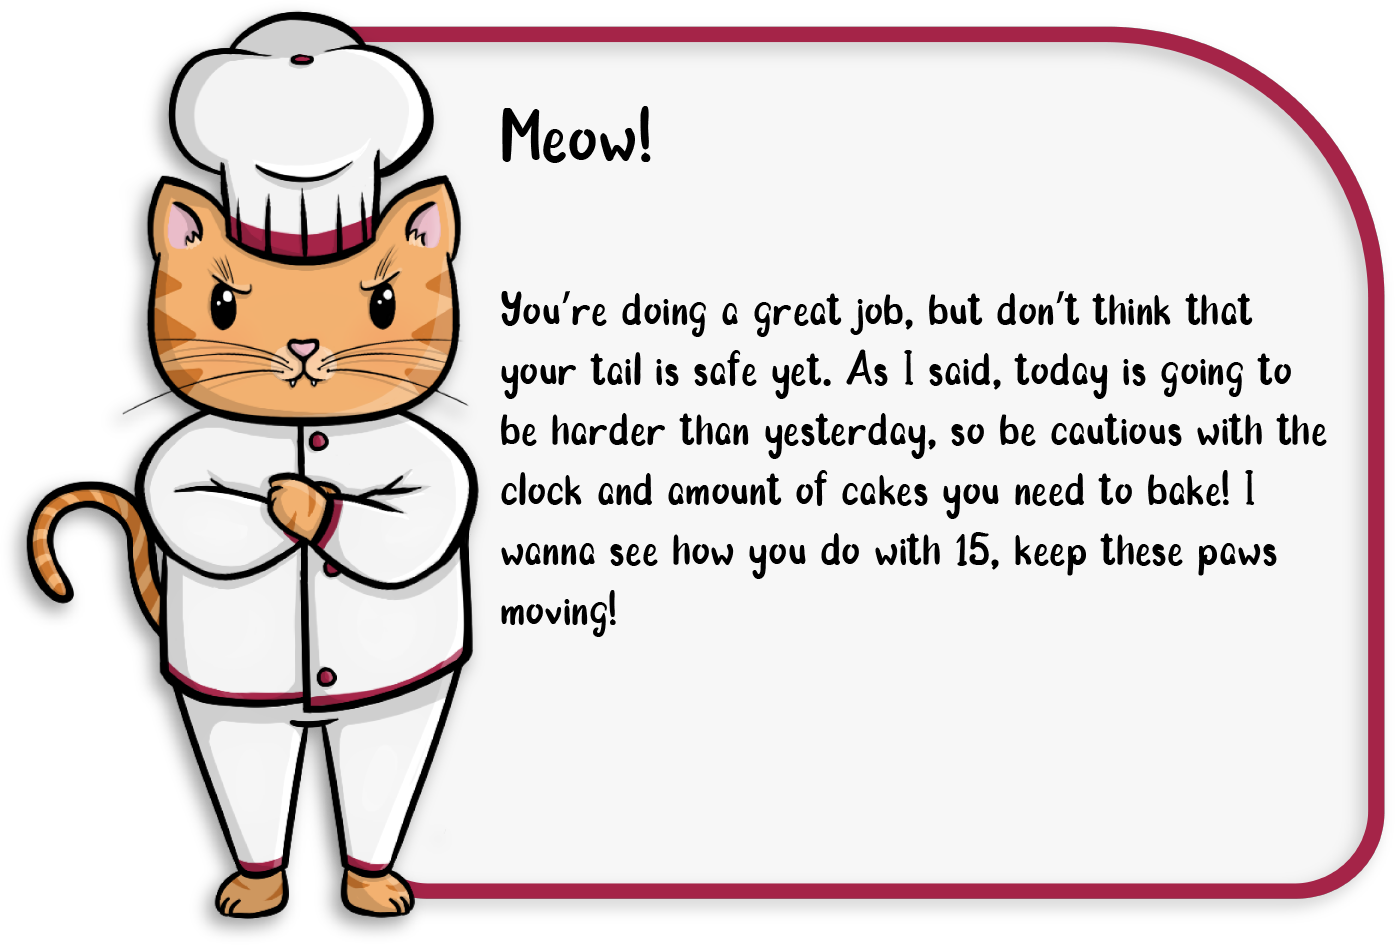 Meow!
You're doing a great job, but don't think that
your tail is safe yet. As I said, today is going to
be harder than yesterday, so be cautious with the
clock and amount of cakes you need to bake! I
wanna see how you do with 15, keep these paws
moving!